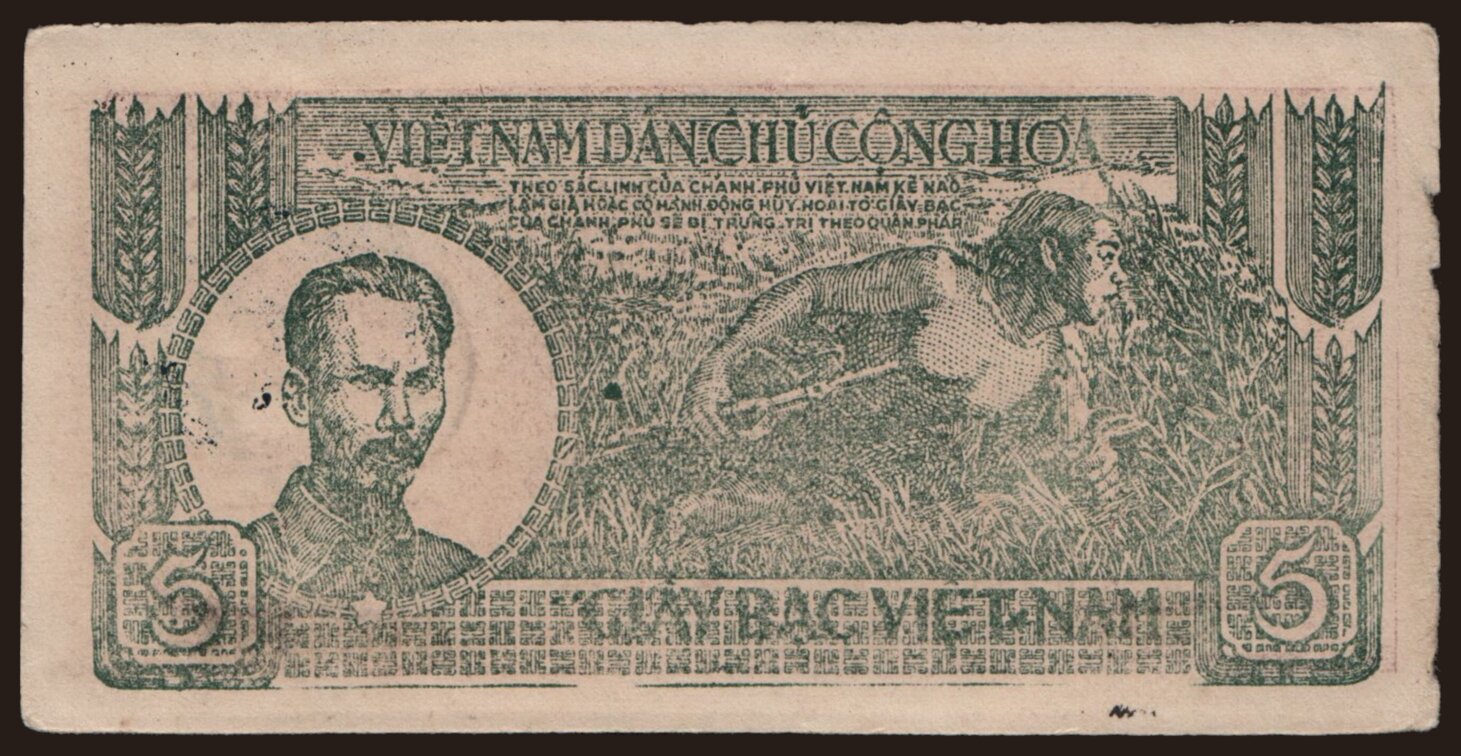 VIỆT NAM DÂN CHỦ CỘNG HOÀ
THEO SẮC LỊNH CỦA CHÁNH PHỦ VIỆT NAM KẺ NÀO
LÀM GIẢ HOẶC CÓ HÀNH ĐỘNG HỦY HOẠI TỜ GIẤY BẠC
CỦA CHÁNH PHỦ SẼ BỊ TRỪNG TRỊ THEO QUÂN PHÁP
5
5
GIẤY BẠC VIỆT-NAM